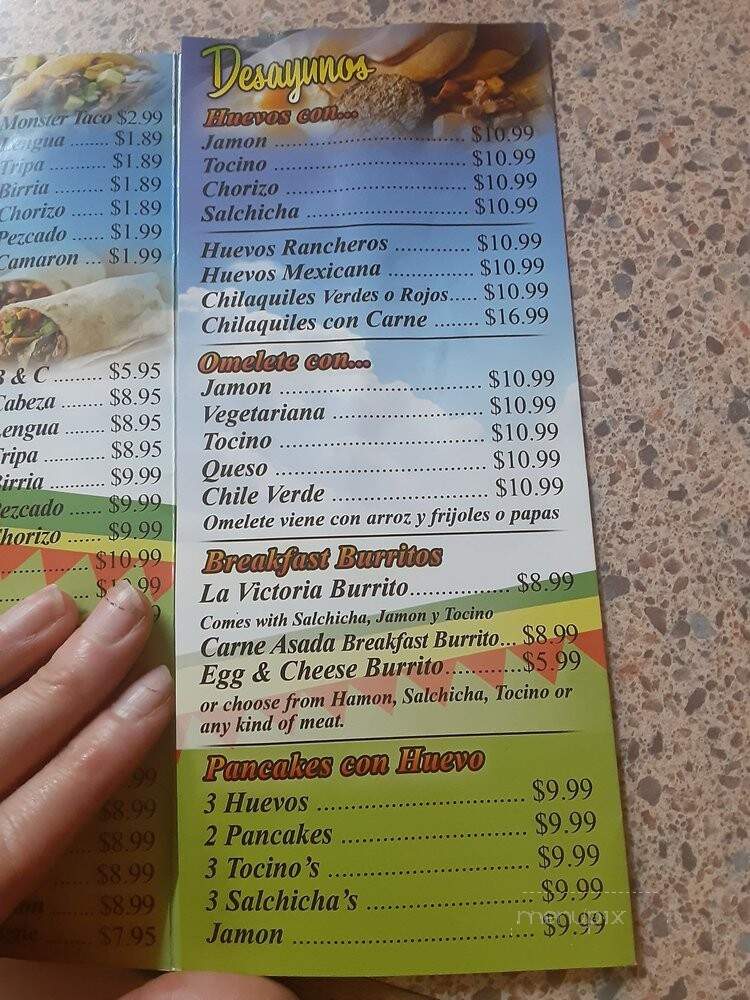 Monster Taco $2.99
Lengua ........ $1.89
Tripa ........... $1.89
Birria .......... $1.89
Chorizo ...... $1.89
Pezcado ...... $1.99
Camaron ... $1.99
B & C ......... $5.95
Cabeza ....... $8.95
Lengua ....... $8.95
Tripa .......... $8.95
Birria ......... $9.99
Pezcado ...... $9.99
Chorizo ...... $9.99
$10.99
.99
$8.99
$8.99
$8.99
$8.99
$7.95
Desayunos
Huevos con...
Jamon ............................. $10.99
Tocino ............................. $10.99
Chorizo ........................... $10.99
Salchicha ......................... $10.99
Huevos Rancheros ............ $10.99
Huevos Mexicana ............. $10.99
Chilaquiles Verdes o Rojos..... $10.99
Chilaquiles con Carne ........ $16.99
Omelete con...
Jamon ................................ $10.99
Vegetariana ....................... $10.99
Tocino ............................... $10.99
Queso ................................ $10.99
Chile Verde ........................ $10.99
Omelete viene con arroz y frijoles o papas
Breakfast Burritos
La Victoria Burrito............... $8.99
Comes with Salchicha, Jamon y Tocino
Carne Asada Breakfast Burrito... $8.99
Egg & Cheese Burrito............$5.99
or choose from Hamon, Salchicha, Tocino or
any kind of meat.
Pancakes con Huevo
3 Huevos ............................... $9.99
2 Pancakes ............................ $9.99
3 Tocino's .............................. $9.99
3 Salchicha's ......................... $9.99
Jamon .................................... $9.99
menupix